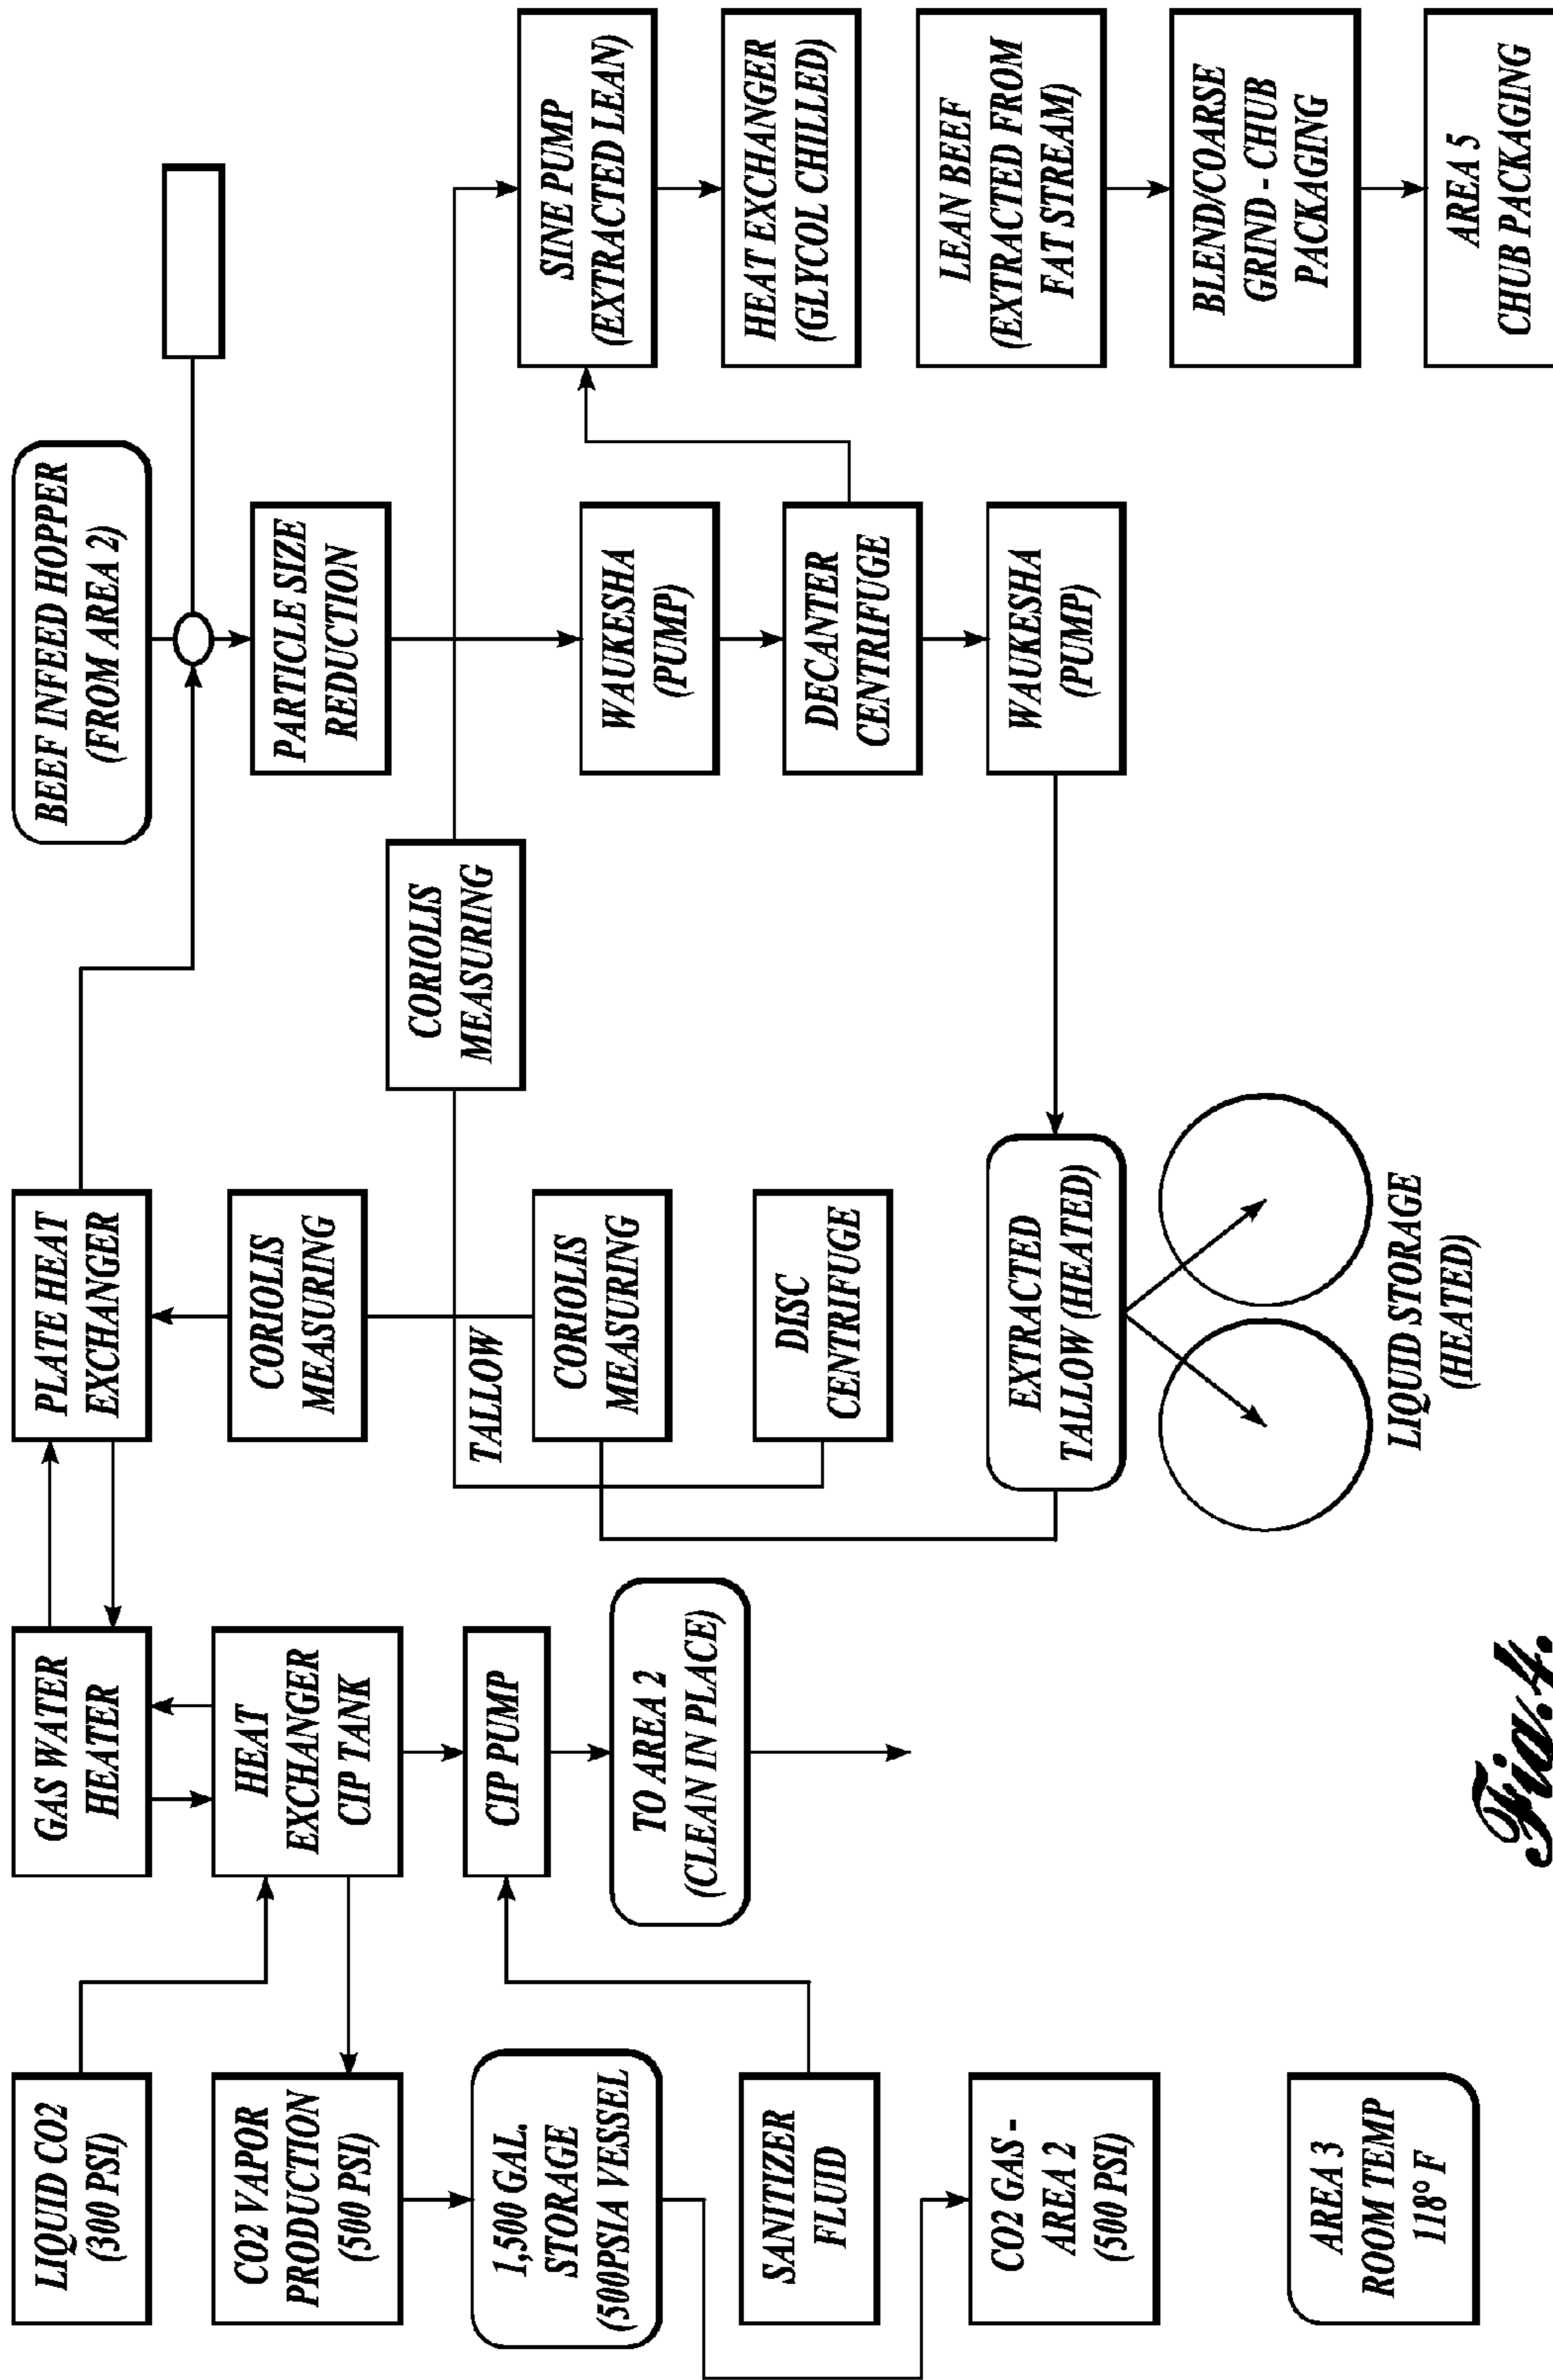 LIQUID CO2
(300 PSI)
CO2 VAPOR
PRODUCTION
(500 PSI)
1,500 GAL.
STORAGE
(500PSIA VESSEL
SANITIZER
FLUID
CO2 GAS -
AREA 2
(500 PSI)
AREA 3
ROOM TEMP
118° F
GAS WATER
HEATER
HEAT
EXCHANGER
CIP TANK
CIP PUMP
TO AREA 2
(CLEAN IN PLACE)
PLATE HEAT
EXCHANGER
CORIOLIS
MEASURING
TALLOW
CORIOLIS
MEASURING
DISC
CENTRIFUGE
EXTRACTED
TALLOW (HEATED)
LIQUID STORAGE
(HEATED)
CORIOLIS
MEASURING
BEEF INFEED HOPPER
(FROM AREA 2)
PARTICLE SIZE
REDUCTION
WAUKESHA
(PUMP)
DECANTER
CENTRIFUGE
WAUKESHA
(PUMP)
SINE PUMP
(EXTRACTED LEAN)
HEAT EXCHANGER
(GLYCOL CHILLED)
LEAN BEEF
(EXTRACTED FROM
FAT STREAM)
BLEND/COARSE
GRIND - CHUB
PACKAGING
AREA 5
CHUB PACKAGING
Fig.4.